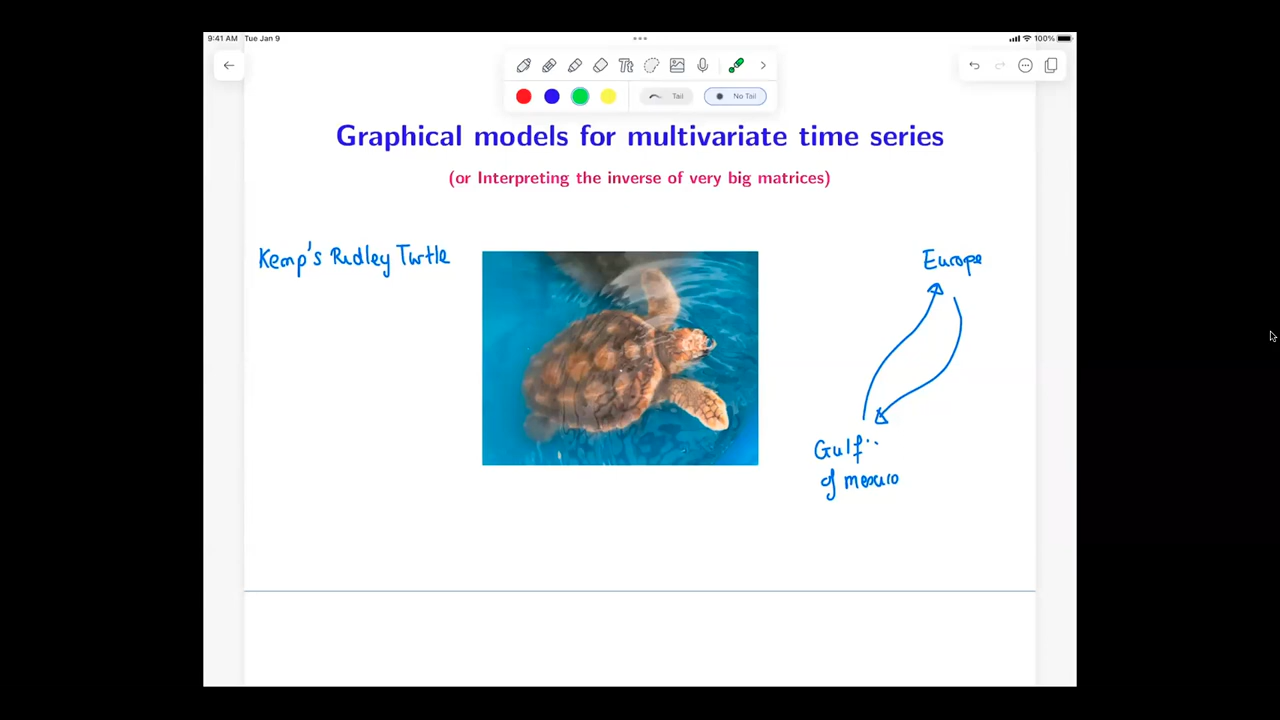 9:41 AM Tue Jan 9
100%
Tail
No Tail
Graphical models for multivariate time series
(or Interpreting the inverse of very big matrices)
Kemp's Ridley Turtle
Europe
Gulf
of mexico